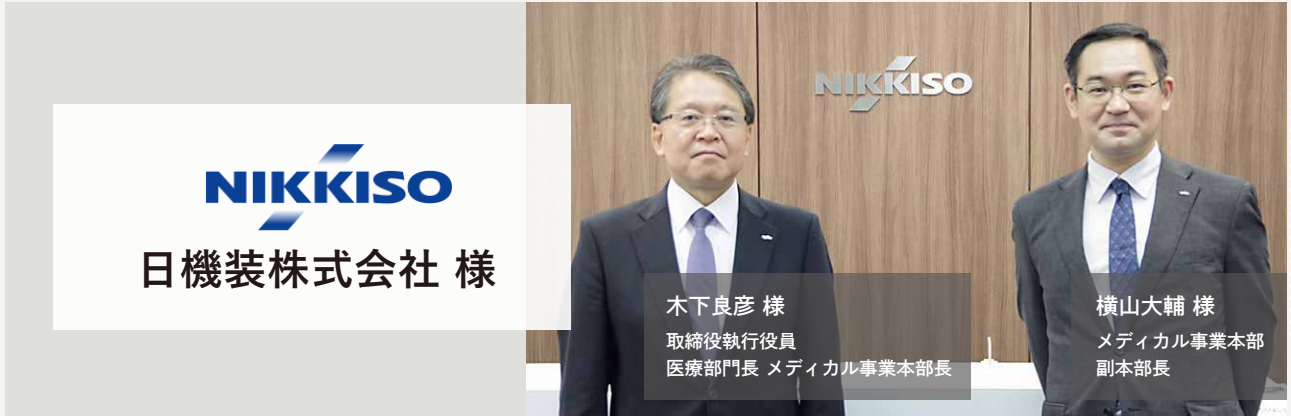 NIKKISO
日機装株式会社 様
NIKKISO
木下良彦 様
取締役執行役員
医療部門長 メディカル事業本部長
横山大輔 様
メディカル事業本部
副本部長